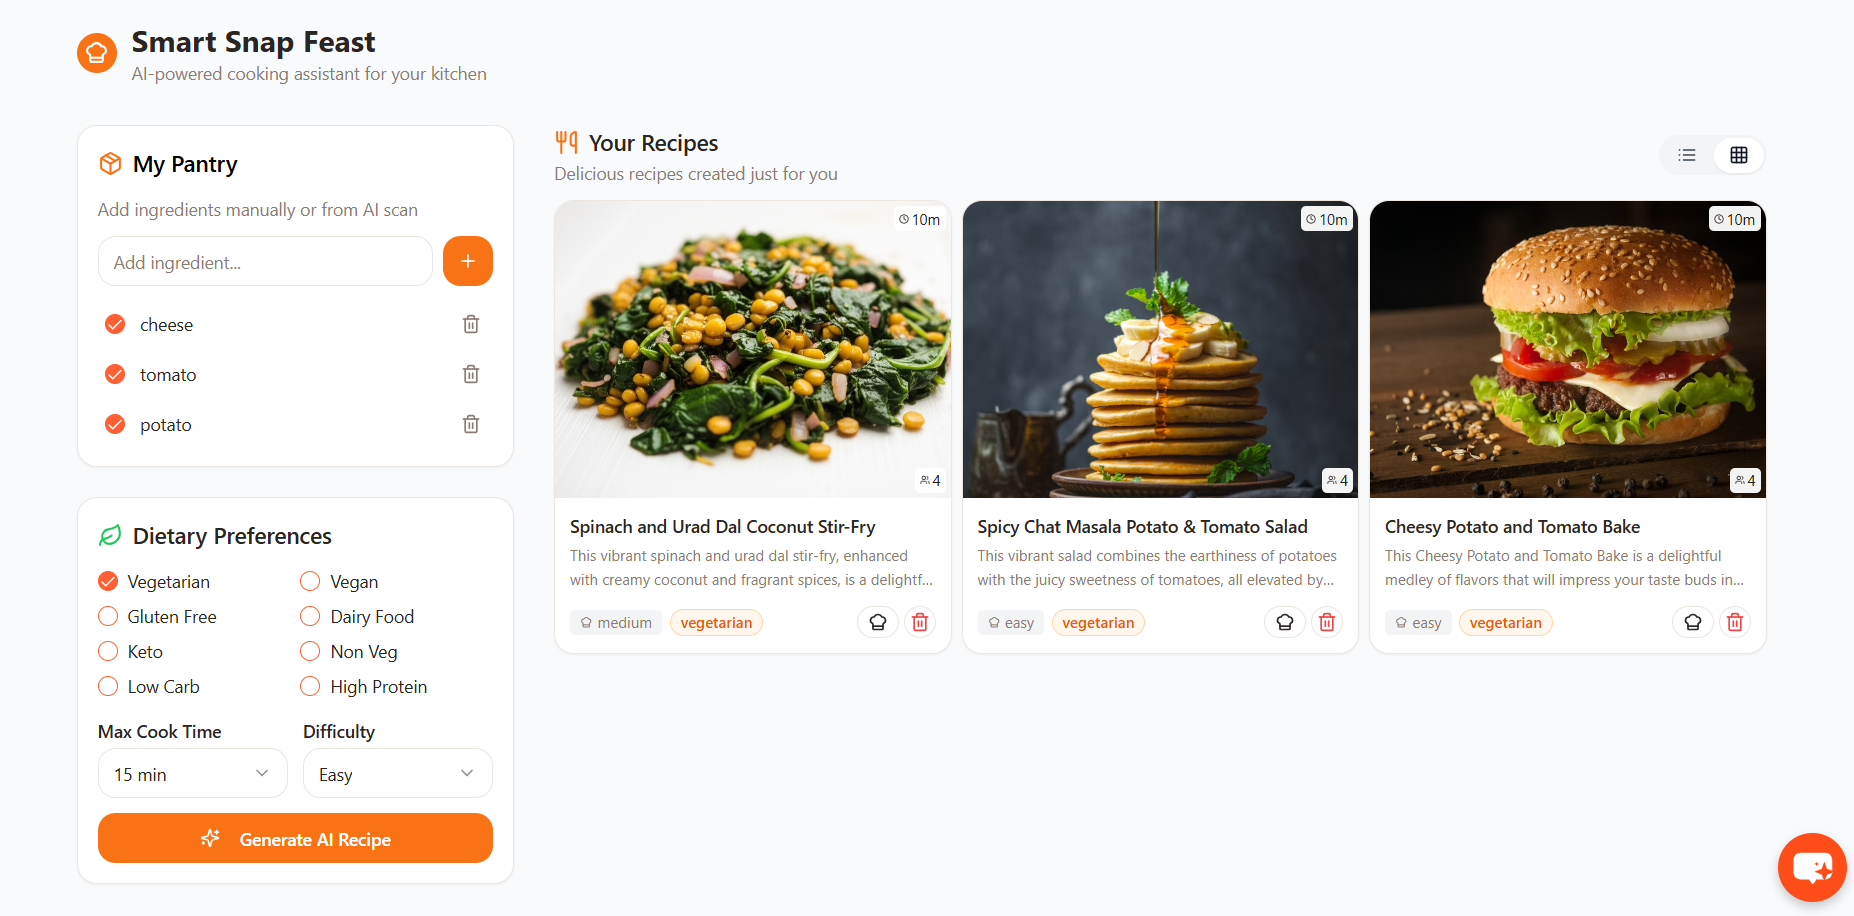 Smart Snap Feast
AI-powered cooking assistant for your kitchen
My Pantry
Add ingredients manually or from AI scan
Add ingredient...
cheese
tomato
potato
Dietary Preferences
Vegetarian
Vegan
Gluten Free
Dairy Food
Keto
Non Veg
Low Carb
High Protein
Max Cook Time
Difficulty
15 min
Easy
Generate AI Recipe
Your Recipes
Delicious recipes created just for you
10m
4
Spinach and Urad Dal Coconut Stir-Fry
This vibrant spinach and urad dal stir-fry, enhanced
with creamy coconut and fragrant spices, is a delightf...
medium
vegetarian
10m
4
Spicy Chat Masala Potato & Tomato Salad
This vibrant salad combines the earthiness of potatoes
with the juicy sweetness of tomatoes, all elevated by...
easy
vegetarian
10m
4
Cheesy Potato and Tomato Bake
This Cheesy Potato and Tomato Bake is a delightful
medley of flavors that will impress your taste buds in...
easy
vegetarian